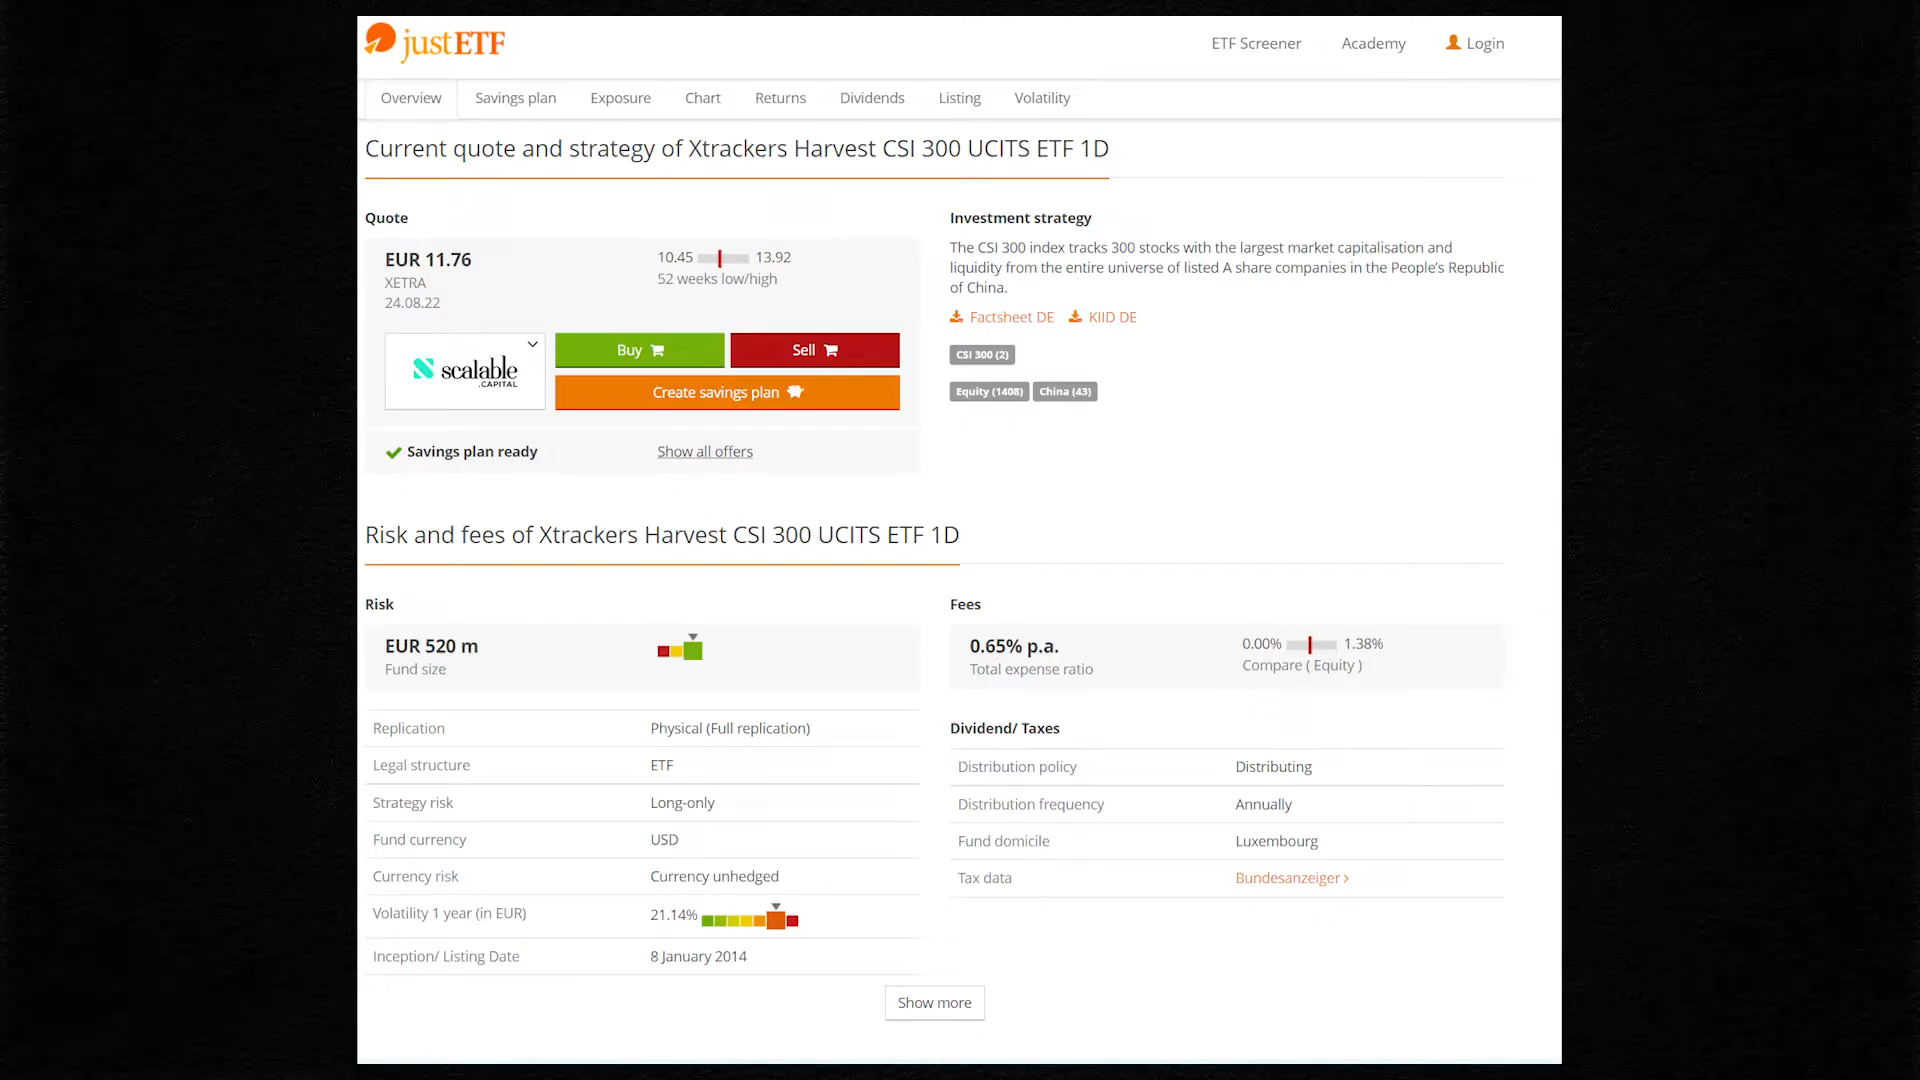 justETF
ETF Screener
Academy
Login
Overview
Savings plan
Exposure
Chart
Returns
Dividends
Listing
Volatility
Current quote and strategy of Xtrackers Harvest CSI 300 UCITS ETF 1D
Quote
EUR 11.76
XETRA
24.08.22
10.45 13.92
52 weeks low/high
scalable
.CAPITAL
Buy
Sell
Create savings plan
Savings plan ready
Show all offers
Investment strategy
The CSI 300 index tracks 300 stocks with the largest market capitalisation and
liquidity from the entire universe of listed A share companies in the People’s Republic
of China.
Factsheet DE
KIID DE
CSI 300 (2)
Equity (1408)
China (43)
Risk and fees of Xtrackers Harvest CSI 300 UCITS ETF 1D
Risk
EUR 520 m
Fund size
Replication Physical (Full replication)
Legal structure ETF
Strategy risk Long-only
Fund currency USD
Currency risk Currency unhedged
Volatility 1 year (in EUR) 21.14%
Inception/ Listing Date 8 January 2014
Fees
0.65% p.a.
Total expense ratio
0.00% 1.38%
Compare ( Equity )
Dividend/ Taxes
Distribution policy Distributing
Distribution frequency Annually
Fund domicile Luxembourg
Tax data Bundesanzeiger ›
Show more